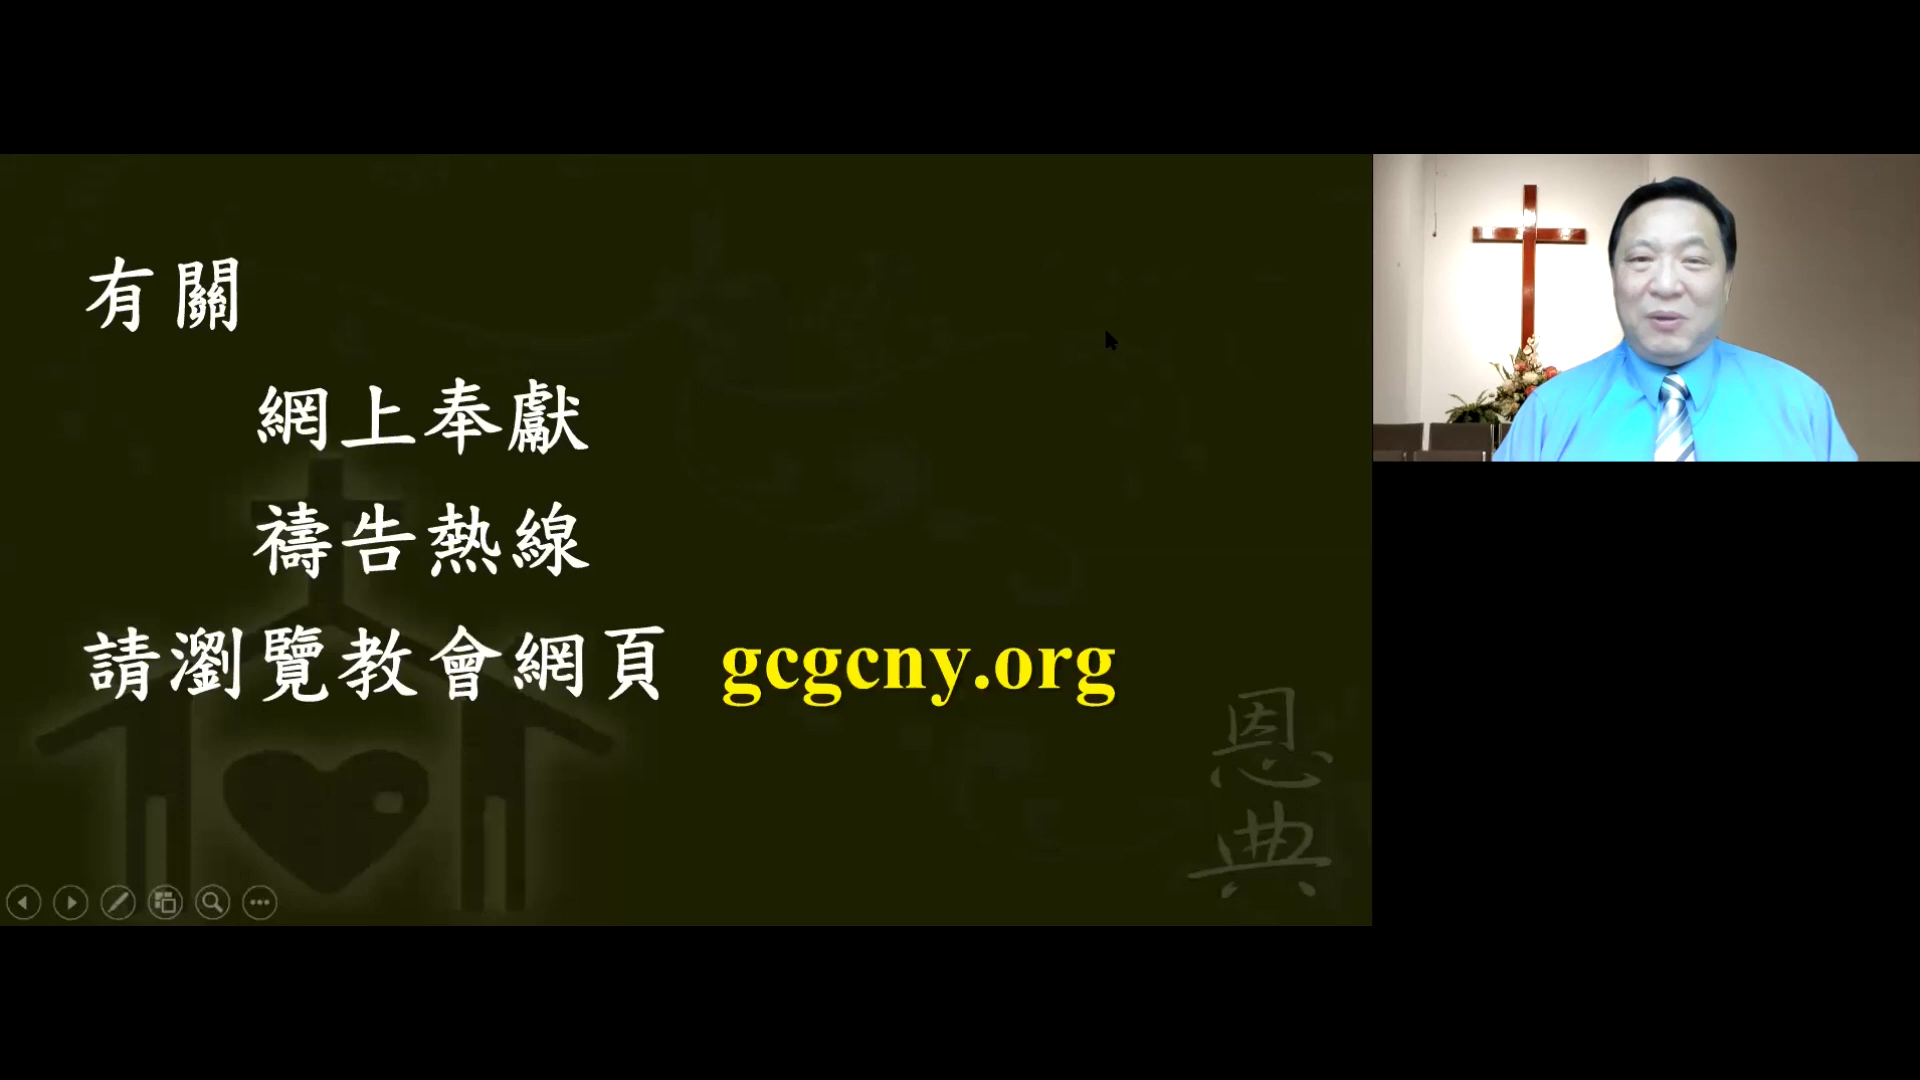 有關
網上奉獻
禱告熱線
請瀏覽教會網頁 gcgcny.org
恩典